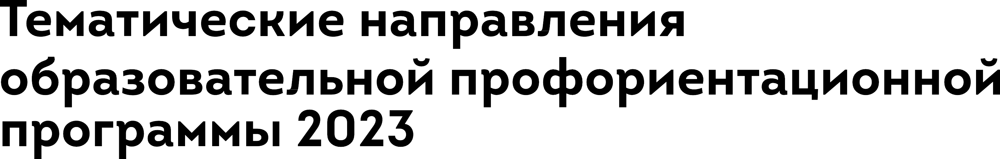 Тематические направления
образовательной профориентационной
программы 2023